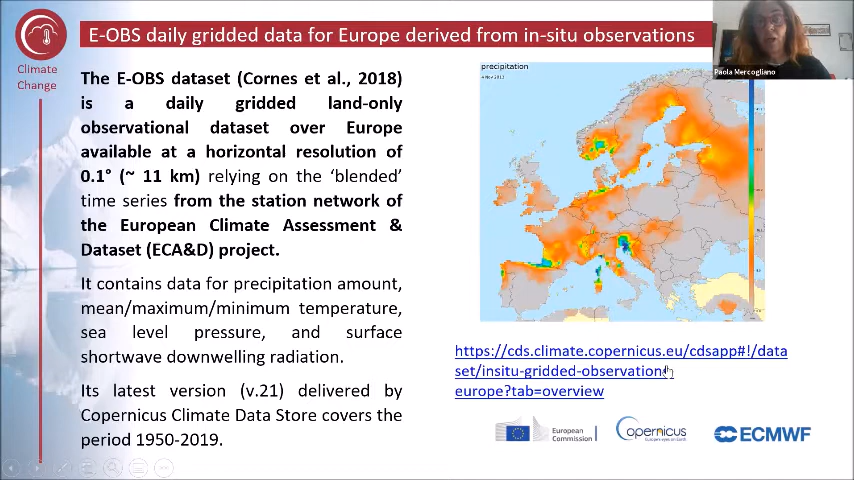 E-OBS daily gridded data for Europe derived from in-situ observations
Climate
Change
The E-OBS dataset (Cornes et al., 2018)
is a daily gridded land-only
observational dataset over Europe
available at a horizontal resolution of
0.1° (~ 11 km) relying on the ‘blended’
time series from the station network of
the European Climate Assessment &
Dataset (ECA&D) project.
It contains data for precipitation amount,
mean/maximum/minimum temperature,
sea level pressure, and surface
shortwave downwelling radiation.
Its latest version (v.21) delivered by
Copernicus Climate Data Store covers the
period 1950-2019.
precipitation
Paola Mercogliano
https://cds.climate.copernicus.eu/cdsapp#!/data
set/insitu-gridded-observations-
europe?tab=overview
European
Commission
opernicus
Europe's eyes on Earth
ECMWF